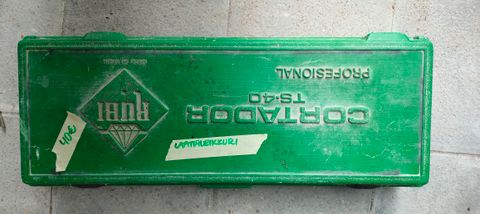 PROFESIONAL
CORTADOR
TS-40
RUBI
40€
LAATTALEIKKURI